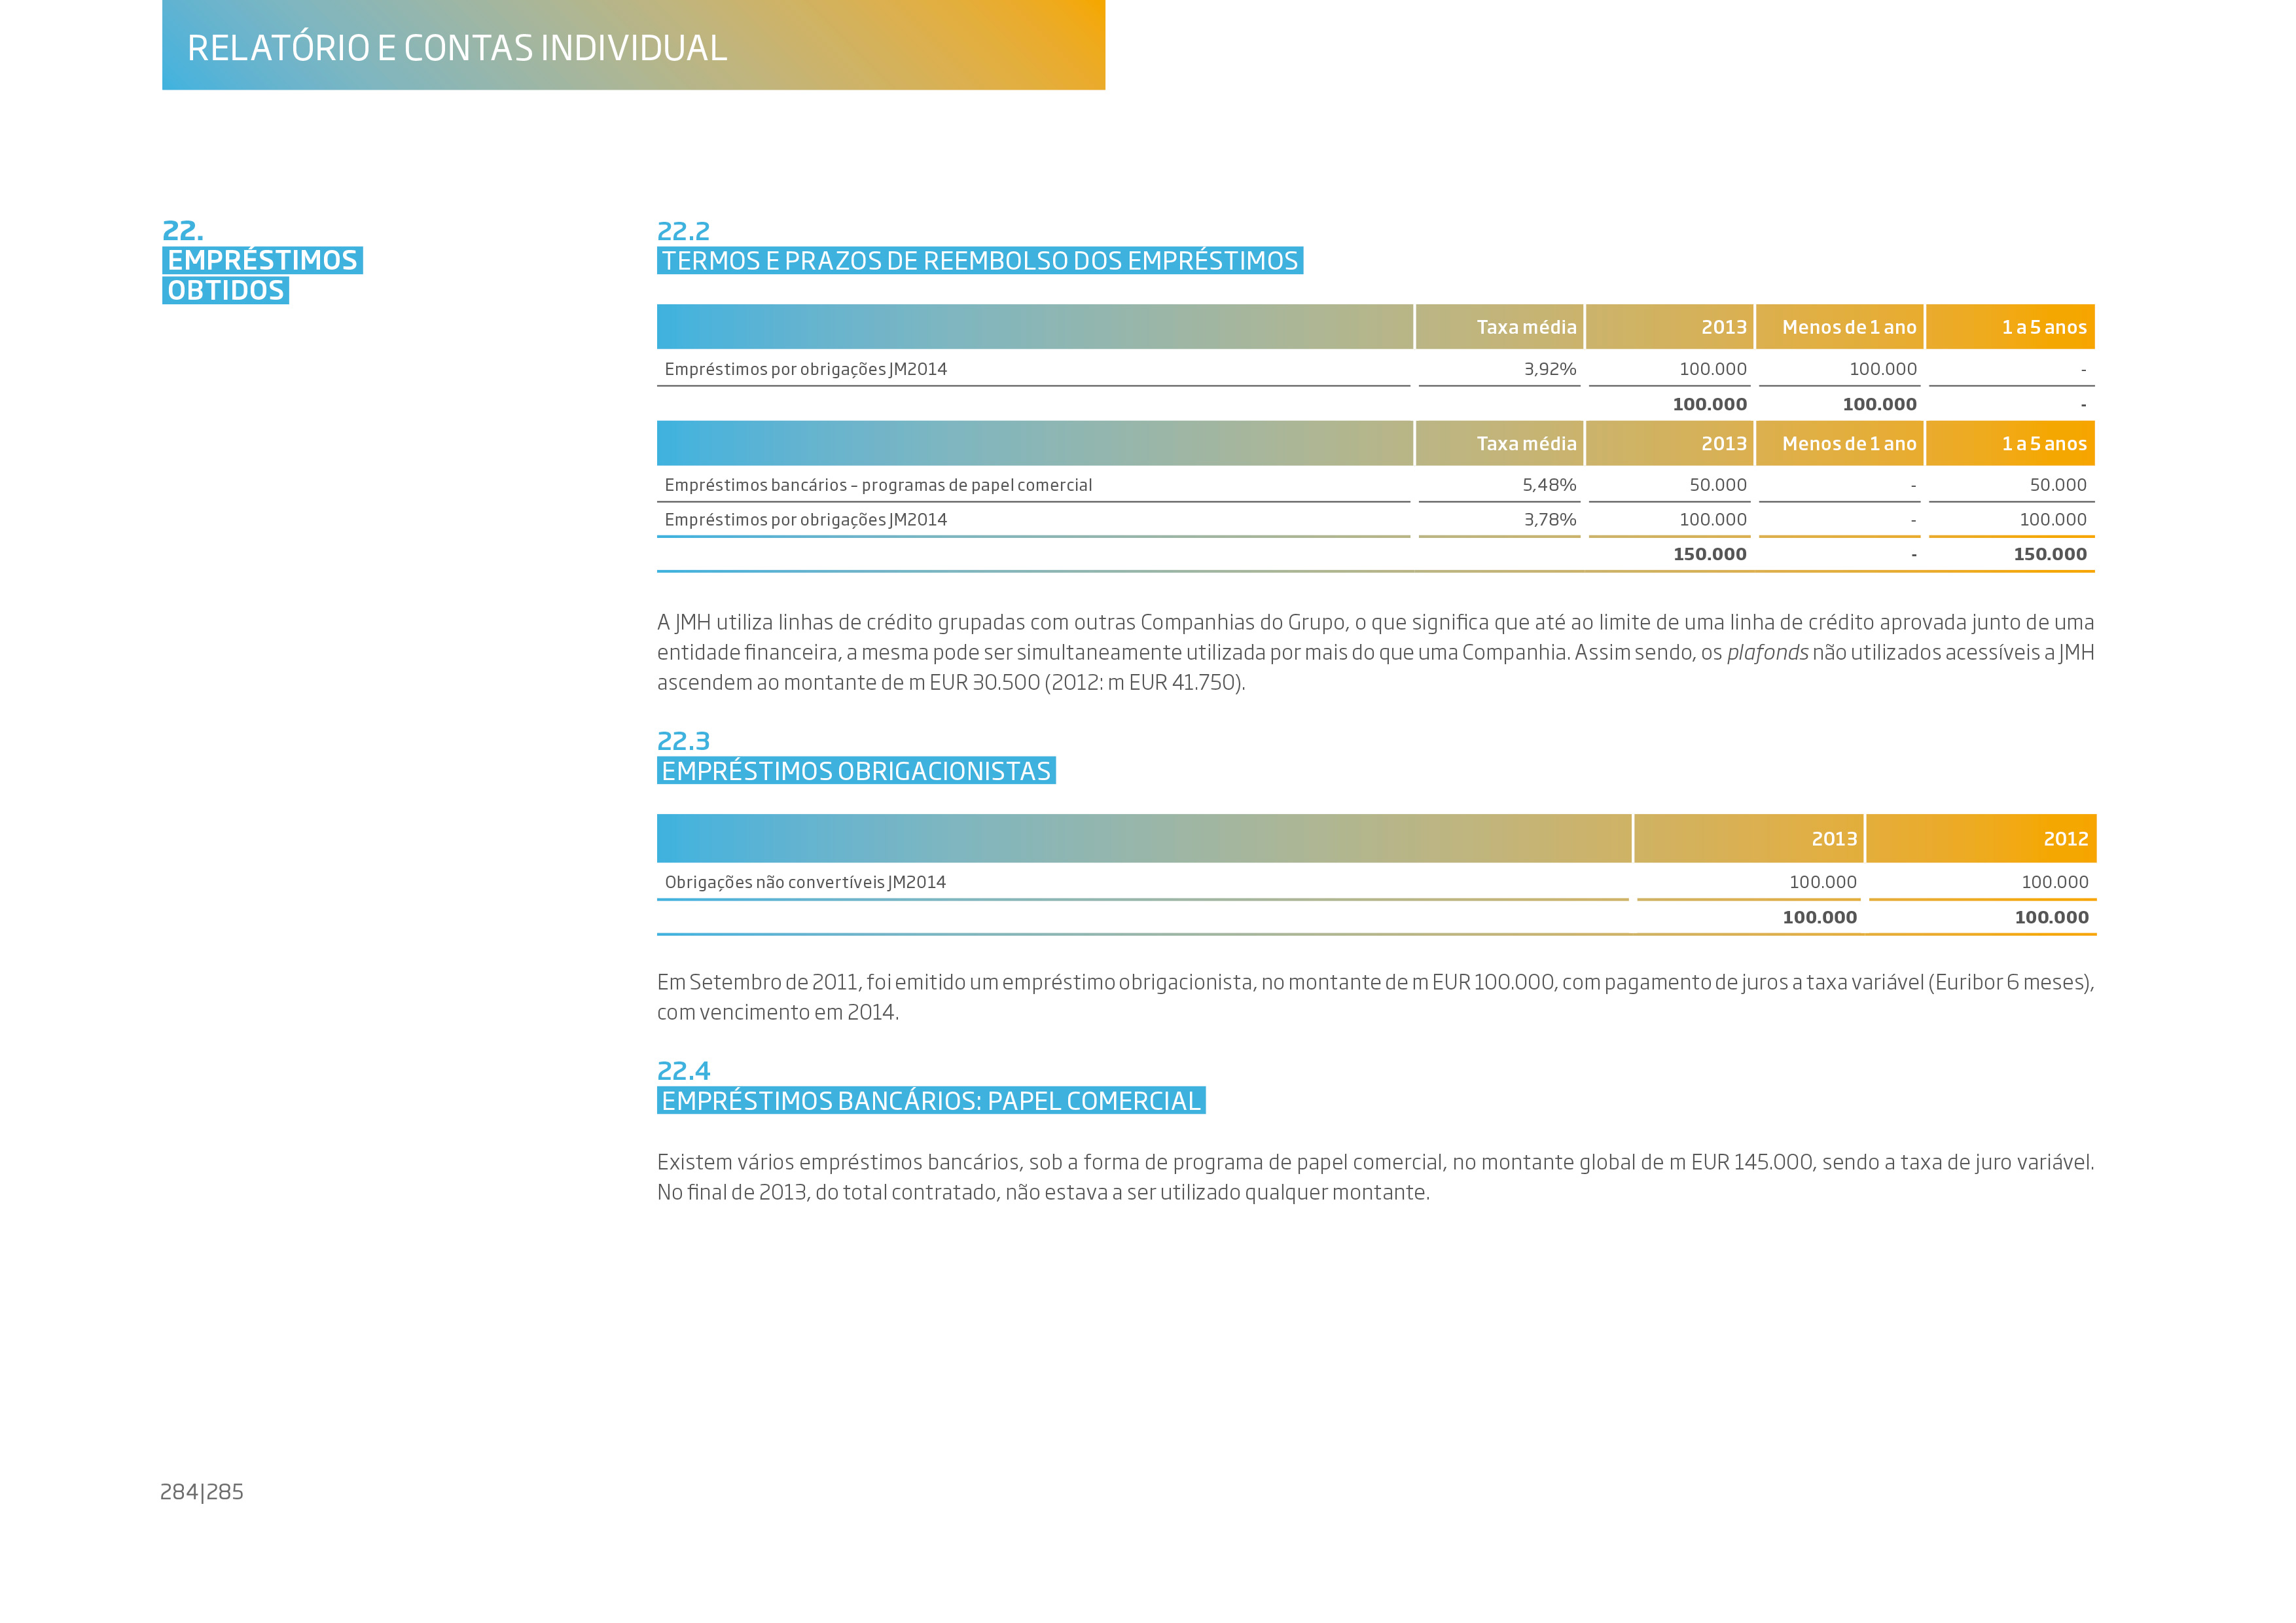 RELATÓRIO E CONTAS INDIVIDUAL
22.
EMPRÉSTIMOS
OBTIDOS
22.2
TERMOS E PRAZOS DE REEMBOLSO DOS EMPRÉSTIMOS
Taxa média 2013 Menos de 1 ano 1 a 5 anos
Empréstimos por obrigações JM2014 3,92% 100.000 100.000 -
100.000 100.000 -
Taxa média 2013 Menos de 1 ano 1 a 5 anos
Empréstimos bancários – programas de papel comercial 5,48% 50.000 - 50.000
Empréstimos por obrigações JM2014 3,78% 100.000 - 100.000
150.000 - 150.000
A JMH utiliza linhas de crédito grupadas com outras Companhias do Grupo, o que significa que até ao limite de uma linha de crédito aprovada junto de uma
entidade financeira, a mesma pode ser simultaneamente utilizada por mais do que uma Companhia. Assim sendo, os plafonds não utilizados acessíveis a JMH
ascendem ao montante de m EUR 30.500 (2012: m EUR 41.750).
22.3
EMPRÉSTIMOS OBRIGACIONISTAS
2013 2012
Obrigações não convertíveis JM2014 100.000 100.000
100.000 100.000
Em Setembro de 2011, foi emitido um empréstimo obrigacionista, no montante de m EUR 100.000, com pagamento de juros a taxa variável (Euribor 6 meses),
com vencimento em 2014.
22.4
EMPRÉSTIMOS BANCÁRIOS: PAPEL COMERCIAL
Existem vários empréstimos bancários, sob a forma de programa de papel comercial, no montante global de m EUR 145.000, sendo a taxa de juro variável.
No final de 2013, do total contratado, não estava a ser utilizado qualquer montante.
284|285